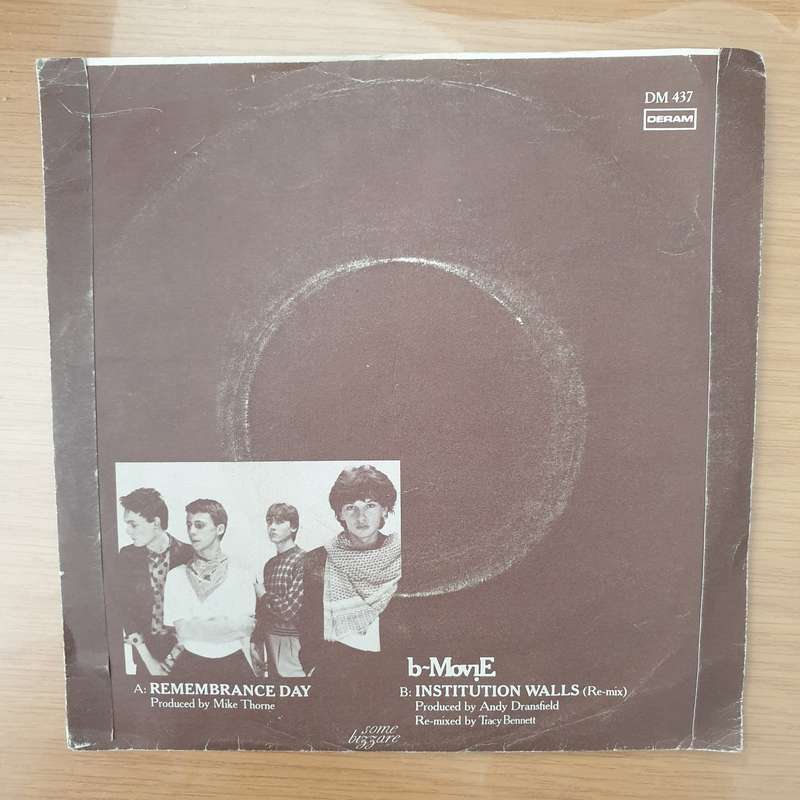 DM 437
DERAM
b~MoviE
A: REMEMBRANCE DAY
Produced by Mike Thorne
B: INSTITUTION WALLS (Re-mix)
Produced by Andy Dransfield
Re-mixed by Tracy Bennett
some
bizzare